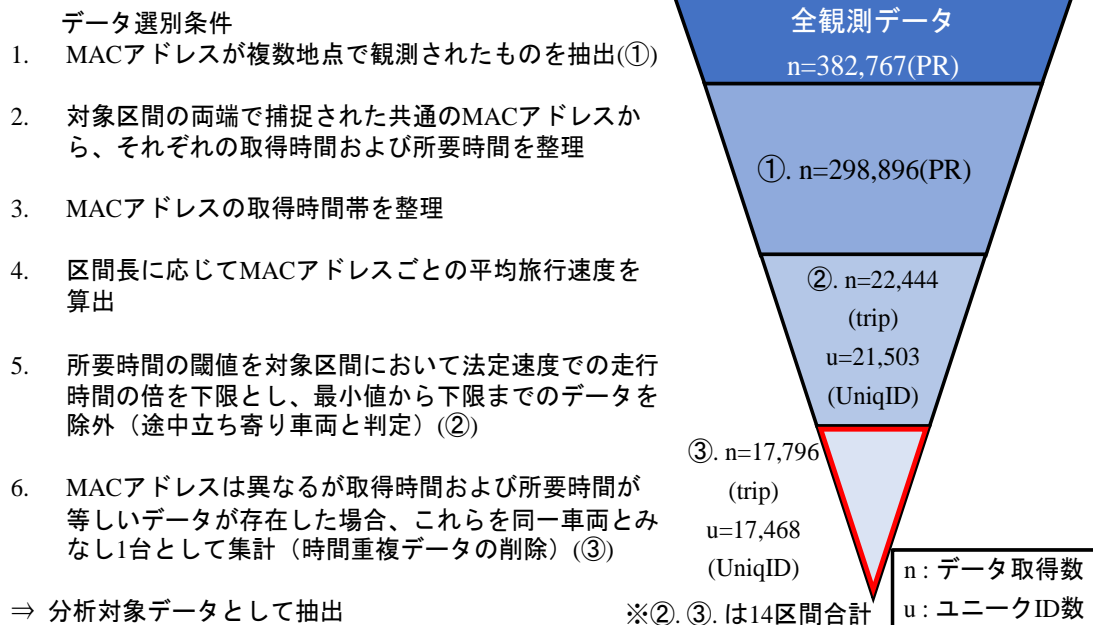 データ選別条件
1. MACアドレスが複数地点で観測されたものを抽出(①)
2. 対象区間の両端で捕捉された共通のMACアドレスか
ら、それぞれの取得時間および所要時間を整理
3. MACアドレスの取得時間帯を整理
4. 区間長に応じてMACアドレスごとの平均旅行速度を
算出
5. 所要時間の閾値を対象区間において法定速度での走行
時間の倍を下限とし、最小値から下限までのデータを
除外（途中立ち寄り車両と判定）(②)
6. MACアドレスは異なるが取得時間および所要時間が
等しいデータが存在した場合、これらを同一車両とみ
なし1台として集計（時間重複データの削除）(③)
⇒ 分析対象データとして抽出
全観測データ
n=382,767(PR)
①. n=298,896(PR)
②. n=22,444
(trip)
u=21,503
(UniqID)
③. n=17,796
(trip)
u=17,468
(UniqID)
※②. ③. は14区間合計
n : データ取得数
u : ユニークID数